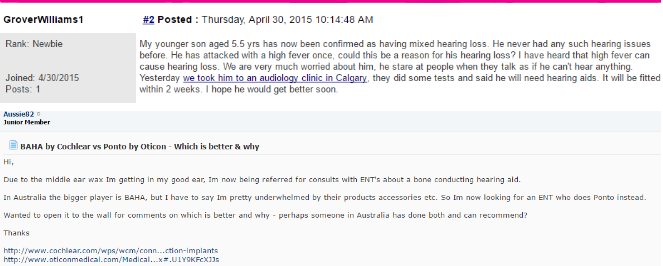 GroverWilliams1
#2 Posted : Thursday, April 30, 2015 10:14:48 AM
Rank: Newbie
Joined: 4/30/2015
Posts: 1
My younger son aged 5.5 yrs has now been confirmed as having mixed hearing loss. He never had any such hearing issues
before. He has attacked with a high fever once, could this be a reason for his hearing loss? I have heard that high fever can
cause hearing loss. We are very much worried about him, he stare at people when they talk as if he can't hear anything.
Yesterday we took him to an audiology clinic in Calgary, they did some tests and said he will need hearing aids. It will be fitted
within 2 weeks. I hope he would get better soon.
Aussie82
Junior Member
BAHA by Cochlear vs Ponto by Oticon - Which is better & why
Hi,
Due to the middle ear wax Im getting in my good ear, Im now being referred for consults with ENT's about a bone conducting hearing aid.
In Australia the bigger player is BAHA, but I have to say Im pretty underwhelmed by their products accessories etc. So Im now looking for an ENT who does Ponto instead.
Wanted to open it to the wall for comments on which is better and why - perhaps someone in Australia has done both and can recommend?
Thanks
http://www.cochlear.com/wps/wcm/conn...ction-implants
http://www.oticonmedical.com/Medical...x#.U1Y9KFcXJJs